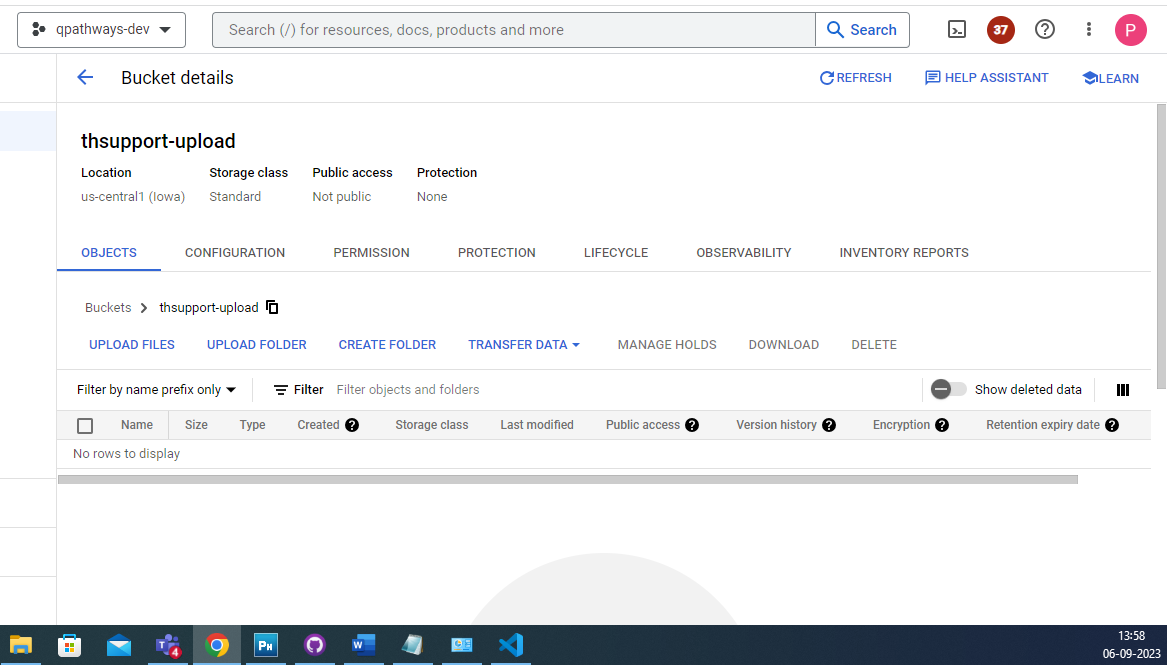 qpathways-dev
Search (/) for resources, docs, products and more
Search
37
P
Bucket details
REFRESH
HELP ASSISTANT
LEARN
thsupport-upload
Location Storage class Public access Protection
us-central1 (Iowa) Standard Not public None
OBJECTS CONFIGURATION PERMISSION PROTECTION LIFECYCLE OBSERVABILITY INVENTORY REPORTS
Buckets > thsupport-upload
UPLOAD FILES UPLOAD FOLDER CREATE FOLDER TRANSFER DATA MANAGE HOLDS DOWNLOAD DELETE
Filter by name prefix only Filter Filter objects and folders Show deleted data
Name Size Type Created ? Storage class Last modified Public access ? Version history ? Encryption ? Retention expiry date ?
No rows to display
T 4 PH W
13:58
06-09-2023